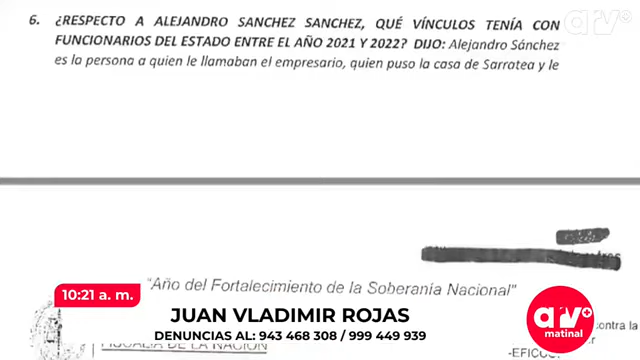 av+
6. ¿RESPECTO A ALEJANDRO SANCHEZ SANCHEZ, QUÉ VÍNCULOS TENÍA CON
FUNCIONARIOS DEL ESTADO ENTRE EL AÑO 2021 Y 2022? DIJO: Alejandro Sánchez
es la persona a quien le llamaban el empresario, quien puso la casa de Sarratea y le
"Año del Fortalecimiento de la Soberanía Nacional"
10:21 a. m.
JUAN VLADIMIR ROJAS
DENUNCIAS AL: 943 468 308 / 999 449 939
av+
matinal
contra la
-EFICCOP
FISCALÍA DE LA NACIÓN